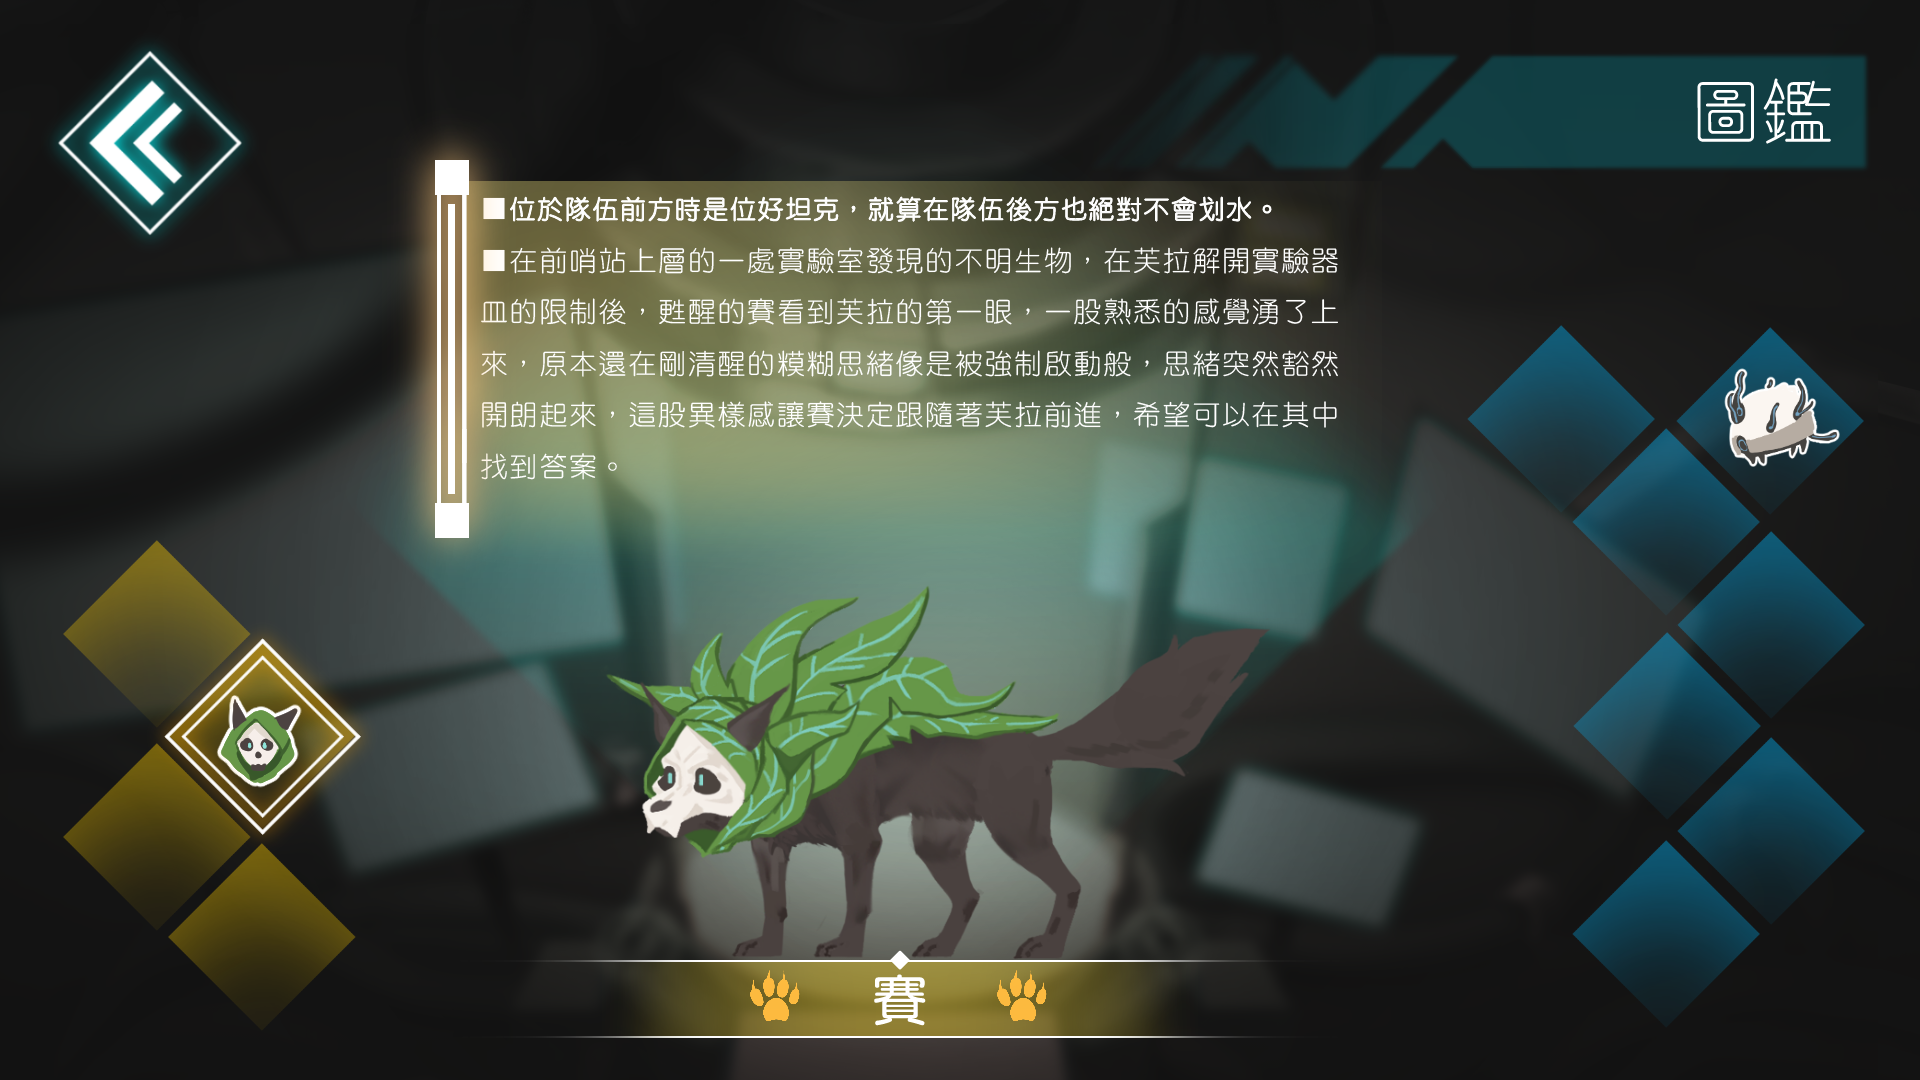 圖鑑
■位於隊伍前方時是位好坦克，就算在隊伍後方也絕對不會划水。
■在前哨站上層的一處實驗室發現的不明生物，在芙拉解開實驗器
皿的限制後，甦醒的賽看到芙拉的第一眼，一股熟悉的感覺湧了上
來，原本還在剛清醒的糢糊思緒像是被強制啟動般，思緒突然豁然
開朗起來，這股異樣感讓賽決定跟隨著芙拉前進，希望可以在其中
找到答案。
賽